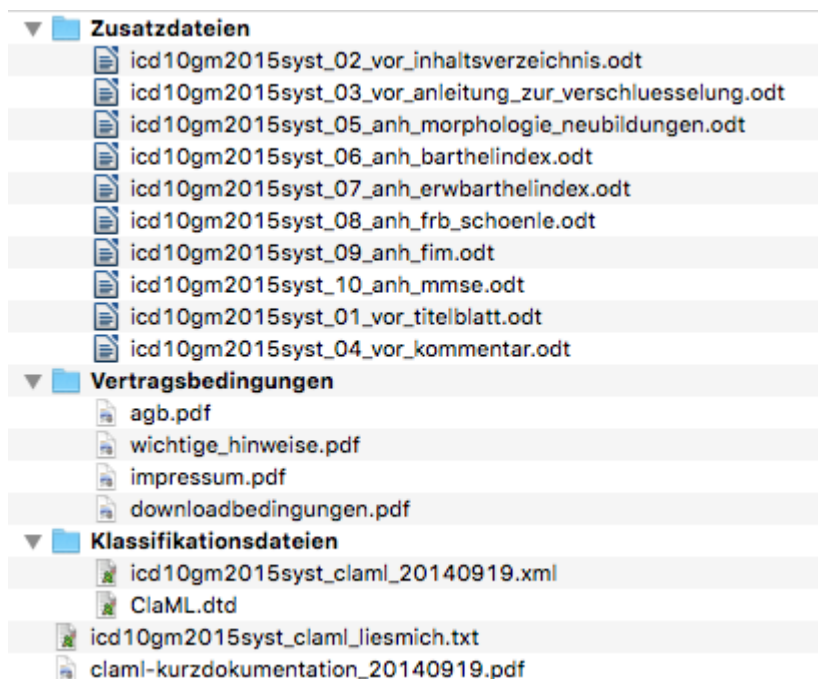 Zusatzdateien
icd10gm2015syst_02_vor_inhaltsverzeichnis.odt
icd10gm2015syst_03_vor_anleitung_zur_verschluesselung.odt
icd10gm2015syst_05_anh_morphologie_neubildungen.odt
icd10gm2015syst_06_anh_barthelindex.odt
icd10gm2015syst_07_anh_erwbarthelindex.odt
icd10gm2015syst_08_anh_frb_schoenle.odt
icd10gm2015syst_09_anh_fim.odt
icd10gm2015syst_10_anh_mmse.odt
icd10gm2015syst_01_vor_titelblatt.odt
icd10gm2015syst_04_vor_kommentar.odt
Vertragsbedingungen
agb.pdf
wichtige_hinweise.pdf
impressum.pdf
downloadbedingungen.pdf
Klassifikationsdateien
icd10gm2015syst_claml_20140919.xml
ClaML.dtd
icd10gm2015syst_claml_liesmich.txt
claml-kurzdokumentation_20140919.pdf